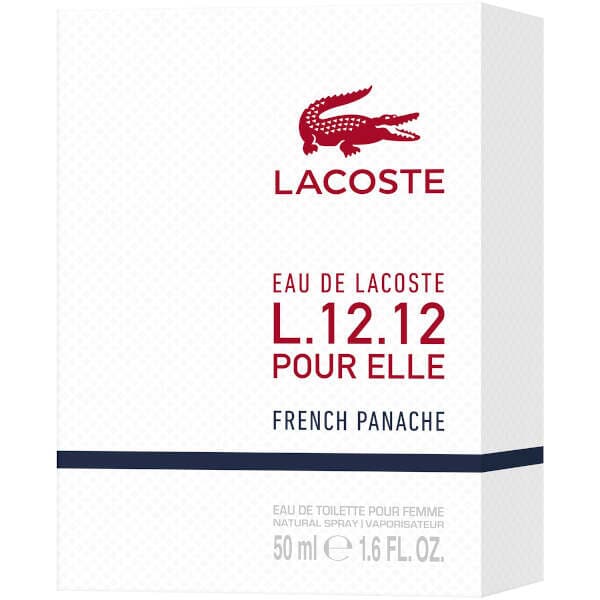 LACOSTE
EAU DE LACOSTE
L.12.12
POUR ELLE
FRENCH PANACHE
EAU DE TOILETTE POUR FEMME
NATURAL SPRAY | VAPORISATEUR
50 ml ℮ 1.6 FL. OZ.